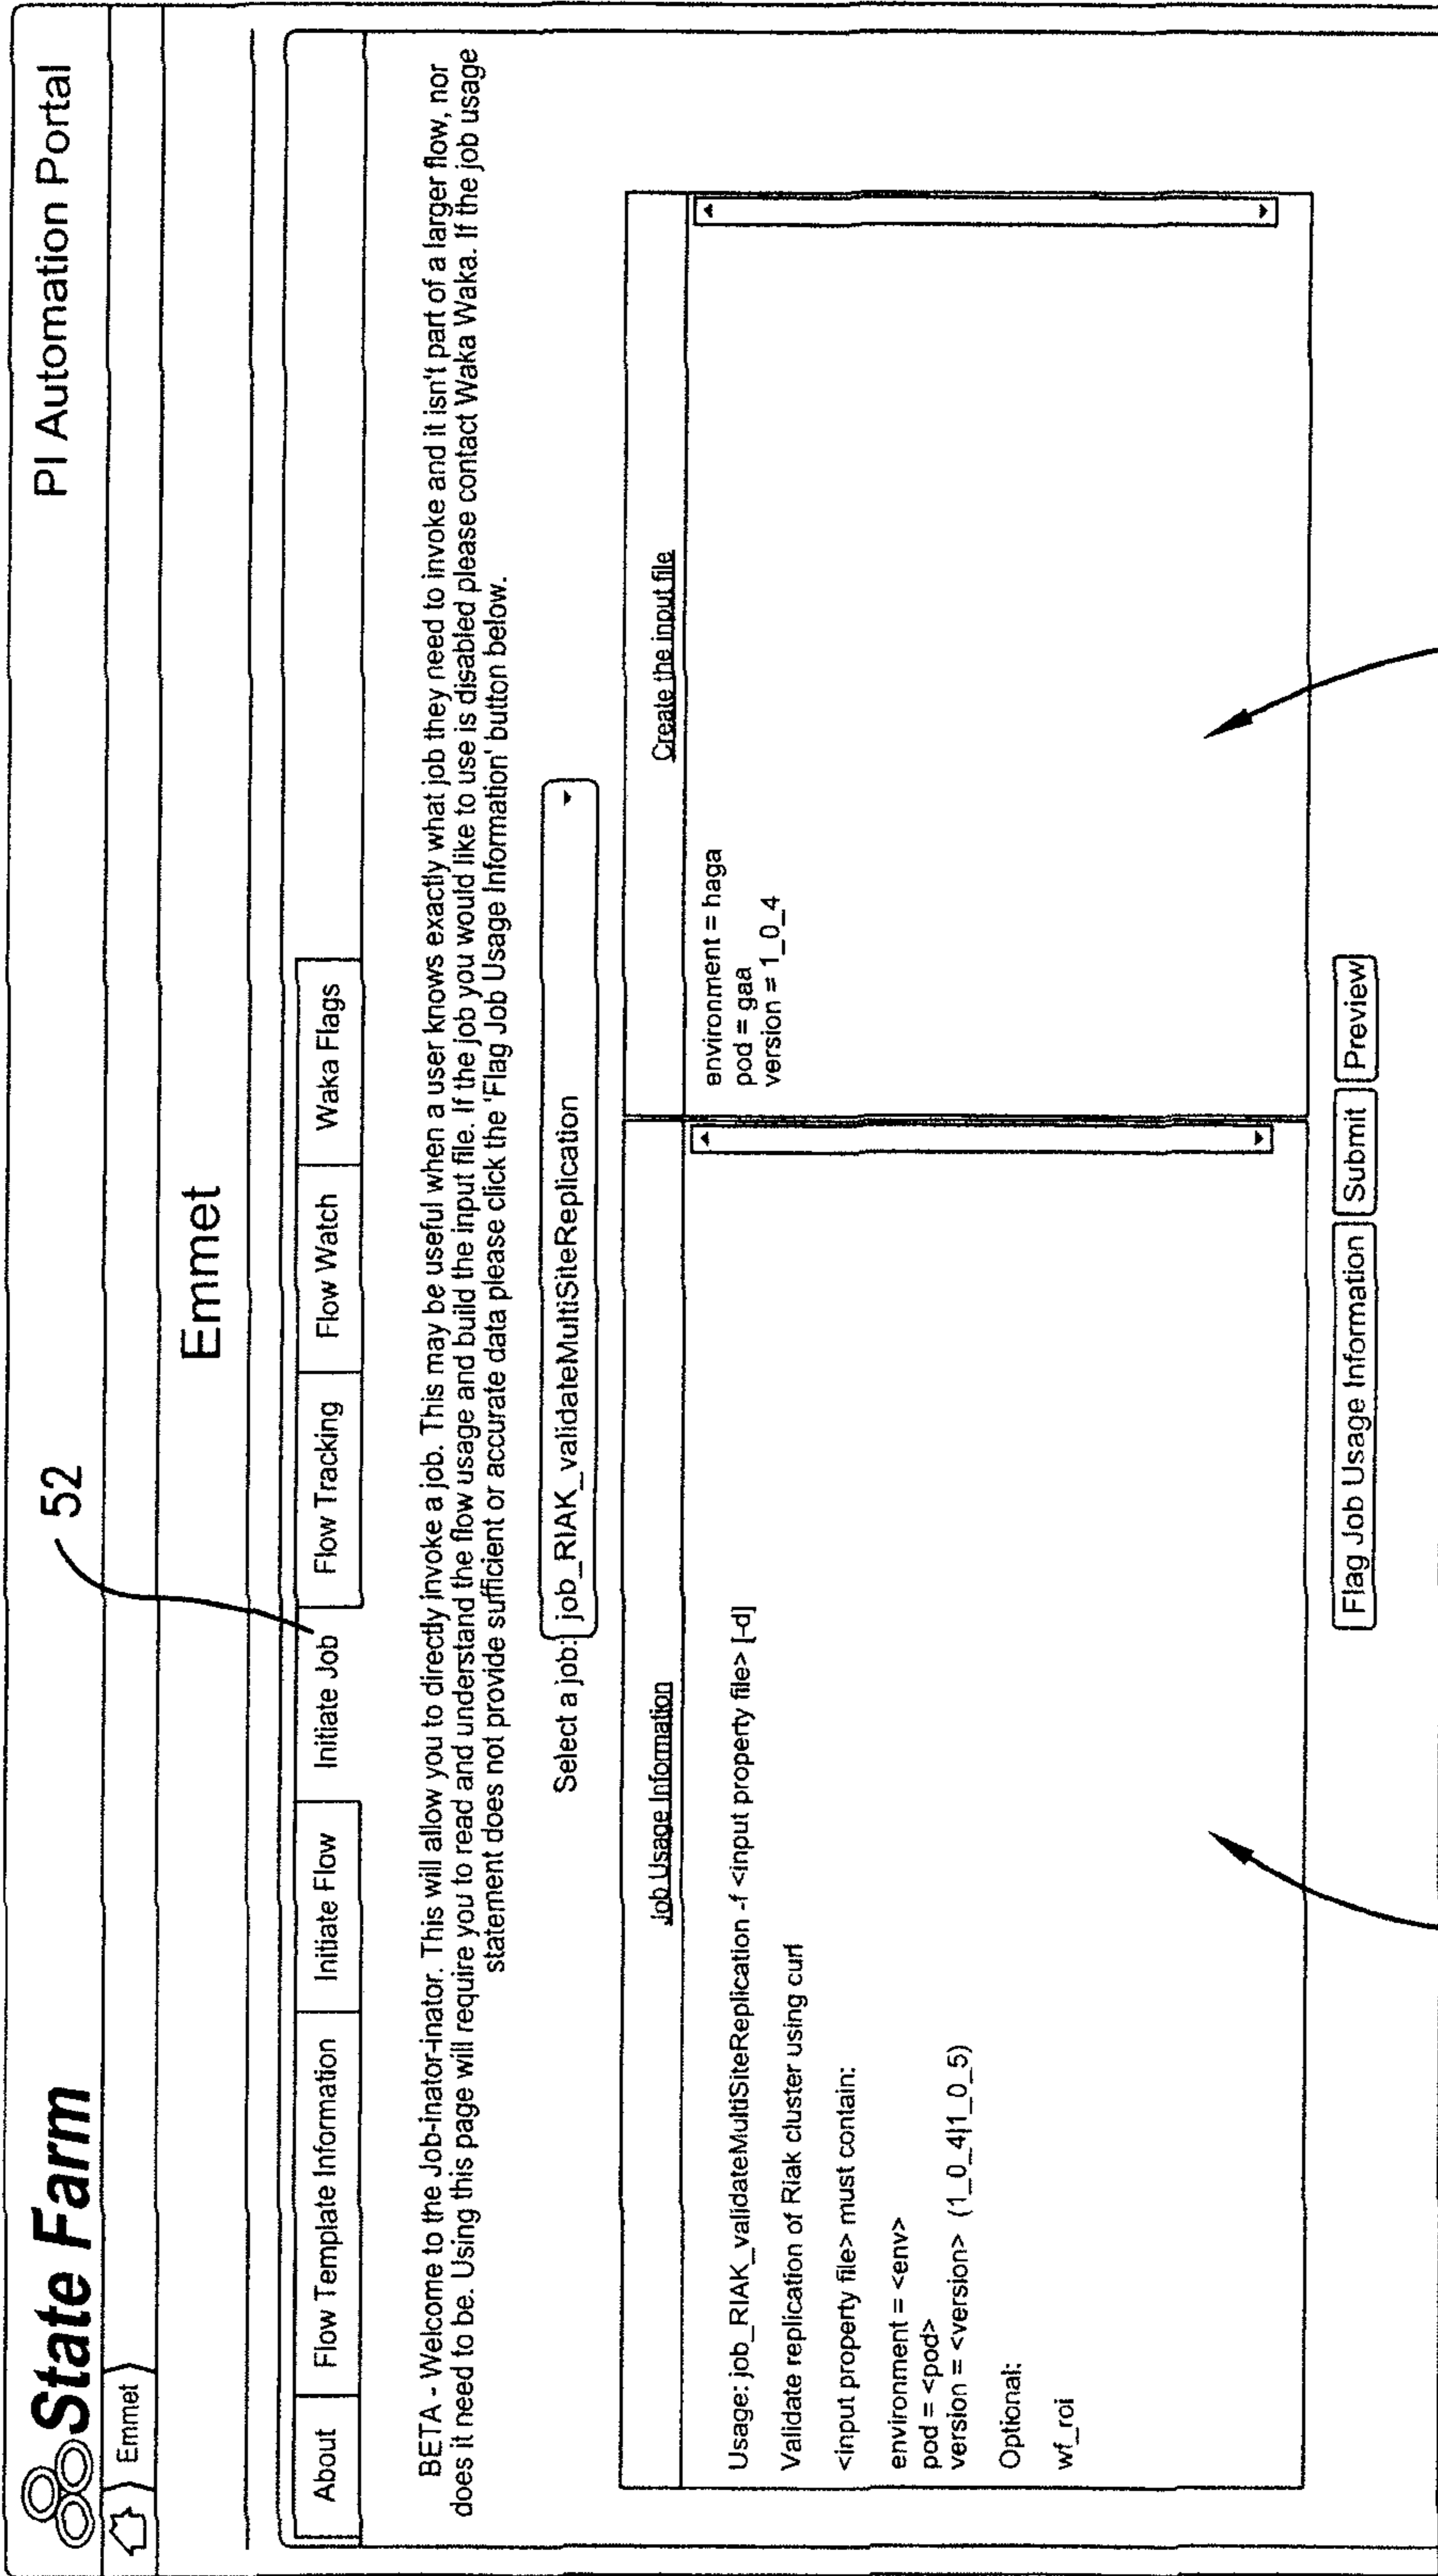 State Farm
PI Automation Portal
Emmet
52
Emmet
About
Flow Template Information
Initiate Flow
Initiate Job
Flow Tracking
Flow Watch
Waka Flags
BETA - Welcome to the Job-inator-inator. This will allow you to directly invoke a job. This may be useful when a user knows exactly what job they need to invoke and it isn't part of a larger flow, nor
does it need to be. Using this page will require you to read and understand the flow usage and build the input file. If the job you would like to use is disabled please contact Waka Waka. If the job usage
statement does not provide sufficient or accurate data please click the 'Flag Job Usage Information' button below.
Select a job: job_RIAK_validateMultiSiteReplication
Job Usage Information
Usage: job_RIAK_validateMultiSiteReplication -f <input property file> [-d]
Validate replication of Riak cluster using curl
<input property file> must contain:
environment = <env>
pod = <pod>
version = <version> (1_0_4|1_0_5)
Optional:
wf_roi
Create the input file
environment = haga
pod = gaa
version = 1_0_4
Flag Job Usage Information
Submit
Preview